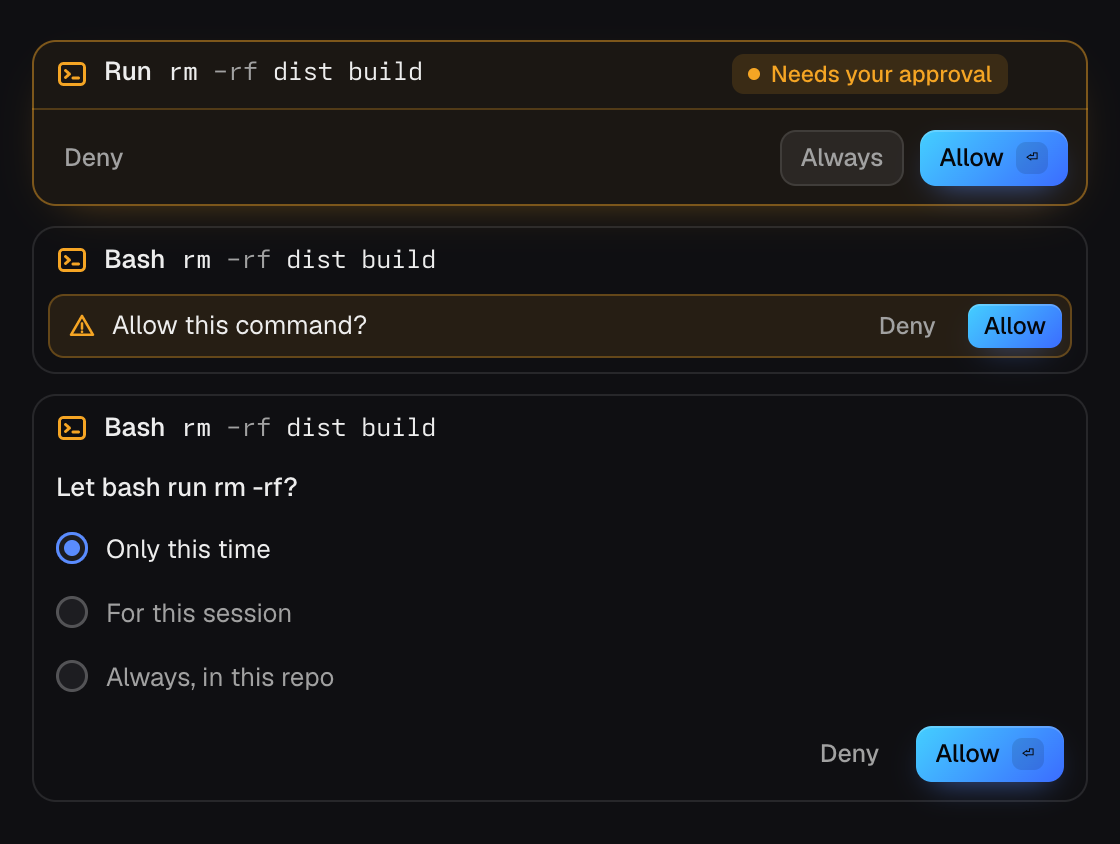 Run rm -rf dist build Needs your approval
Deny Always Allow ⏎
Bash rm -rf dist build
Allow this command? Deny Allow
Bash rm -rf dist build
Let bash run rm -rf?
Only this time
For this session
Always, in this repo
Deny Allow ⏎